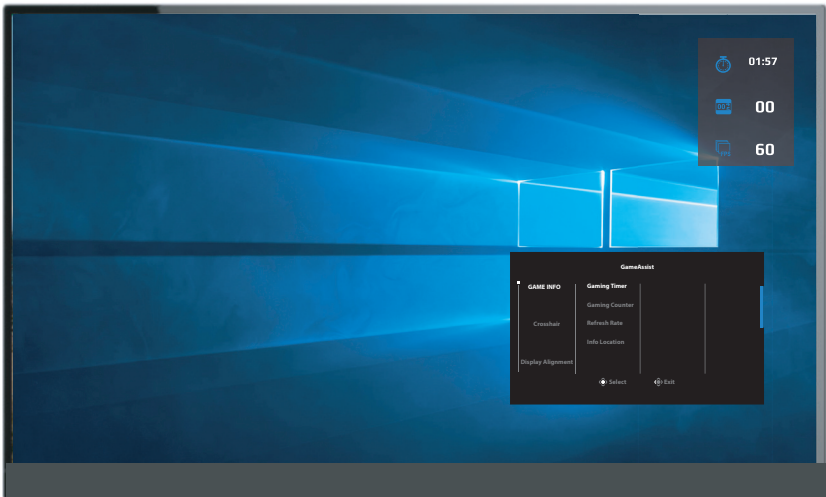 01:57
00
60
FPS
GameAssist
GAME INFO
Gaming Timer
Gaming Counter
Crosshair
Refresh Rate
Info Location
Display Alignment
Select
Exit